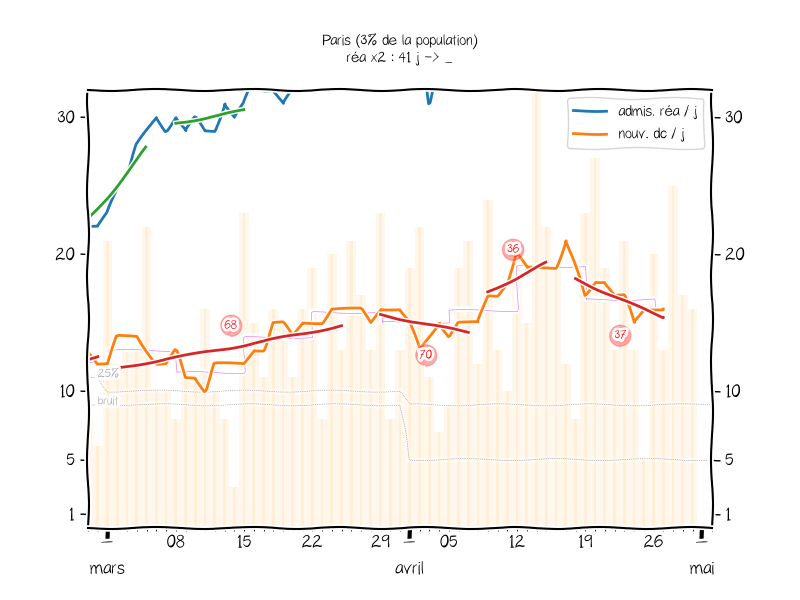 Paris (3% de la population)
réa x2 : 41 j -> _
admis. réa / j
nouv. dc / j
30
30
20
20
10
10
5
5
1
1
36
68
70
37
25%
bruit
08
15
22
29
05
12
19
26
mars
avril
mai